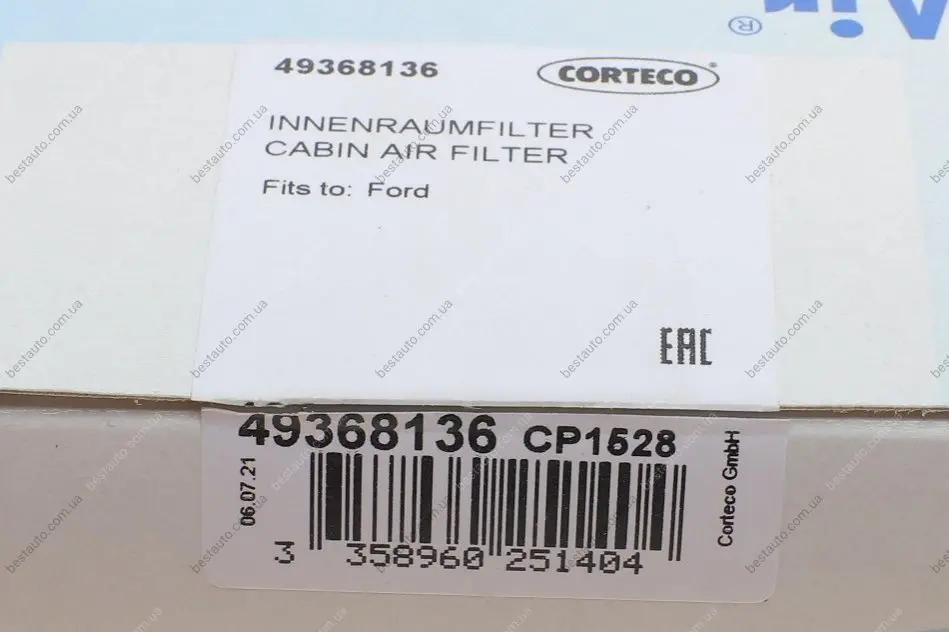 Air®
49368136
CORTECO®
INNENRAUMFILTER
CABIN AIR FILTER
Fits to: Ford
EAC
49368136 CP1528
06.07.21
Corteco GmbH
3 358960 251404
bestauto.com.ua